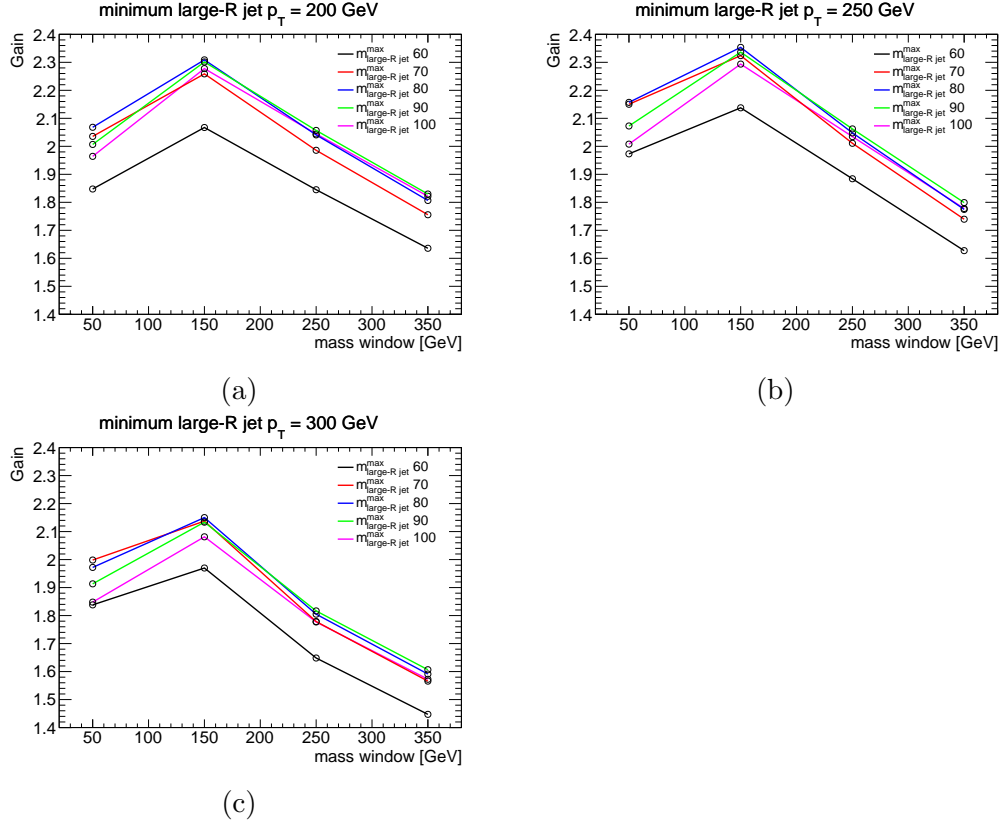 minimum large-R jet p_T = 200 GeV
Gain
2.4
2.3
2.2
2.1
2
1.9
1.8
1.7
1.6
1.5
1.4
m^max_large-R jet 60
m^max_large-R jet 70
m^max_large-R jet 80
m^max_large-R jet 90
m^max_large-R jet 100
50 100 150 200 250 300 350
mass window [GeV]
(a)
minimum large-R jet p_T = 250 GeV
Gain
2.4
2.3
2.2
2.1
2
1.9
1.8
1.7
1.6
1.5
1.4
m^max_large-R jet 60
m^max_large-R jet 70
m^max_large-R jet 80
m^max_large-R jet 90
m^max_large-R jet 100
50 100 150 200 250 300 350
mass window [GeV]
(b)
minimum large-R jet p_T = 300 GeV
Gain
2.4
2.3
2.2
2.1
2
1.9
1.8
1.7
1.6
1.5
1.4
m^max_large-R jet 60
m^max_large-R jet 70
m^max_large-R jet 80
m^max_large-R jet 90
m^max_large-R jet 100
50 100 150 200 250 300 350
mass window [GeV]
(c)